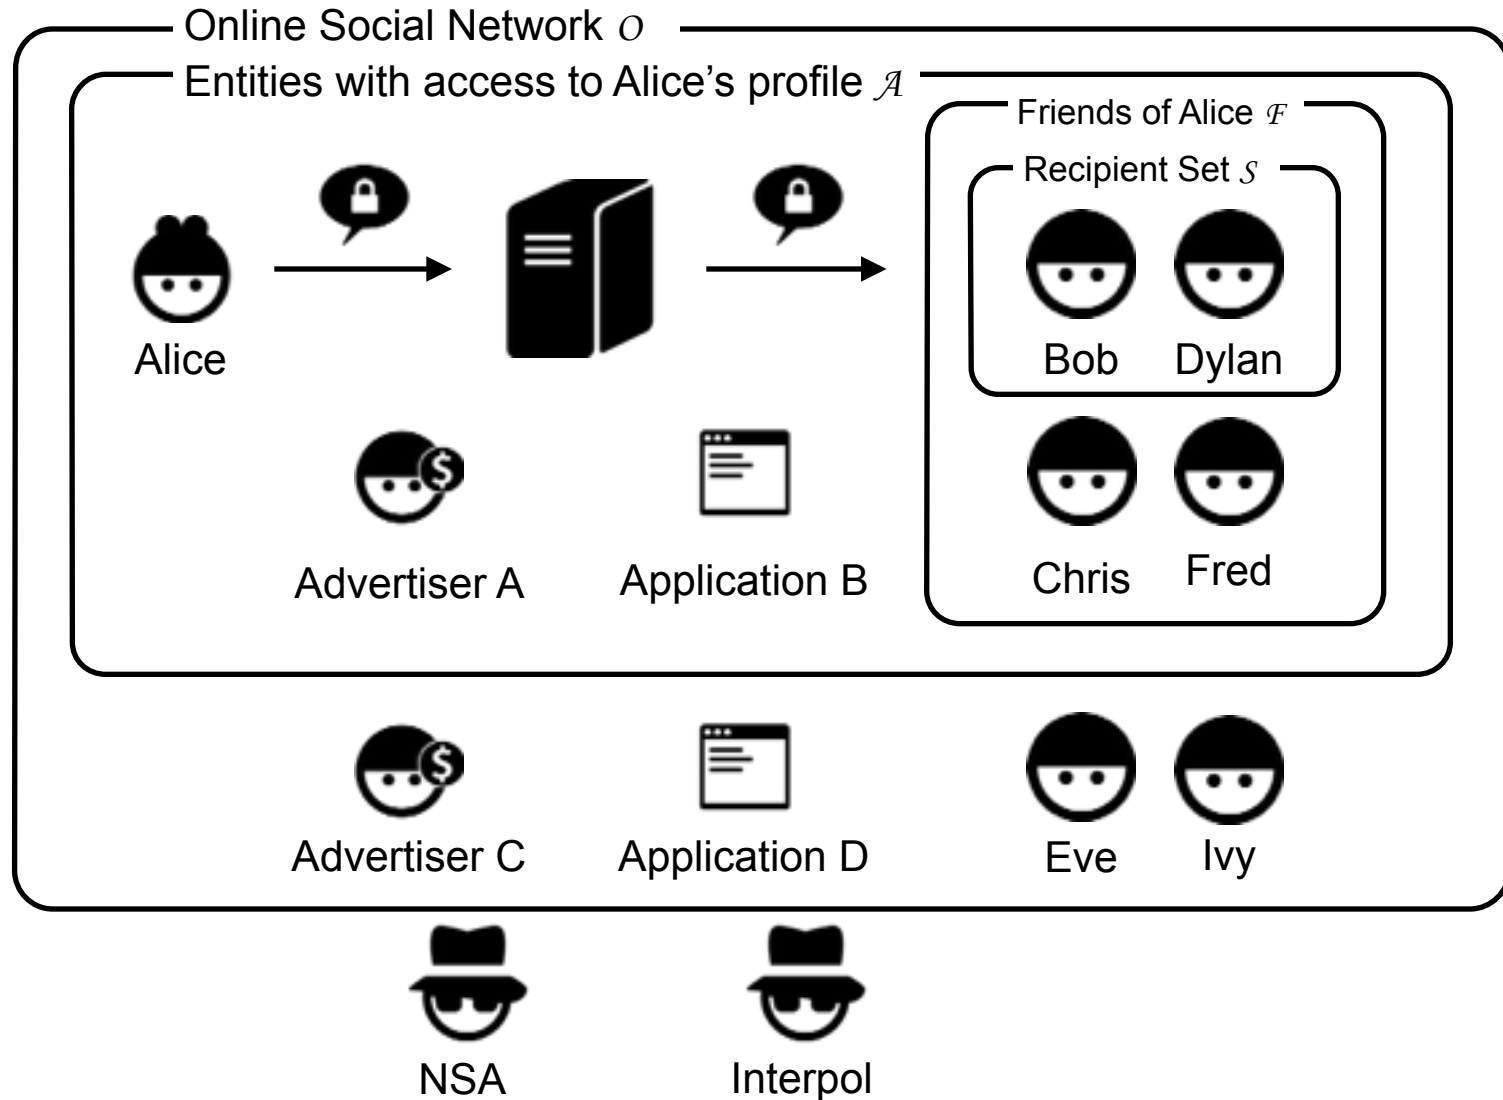 Online Social Network O
Entities with access to Alice's profile A
Friends of Alice F
Recipient Set S
Alice
Bob Dylan
$
Advertiser A Application B
Chris Fred
$
Advertiser C Application D
Eve Ivy
NSA Interpol